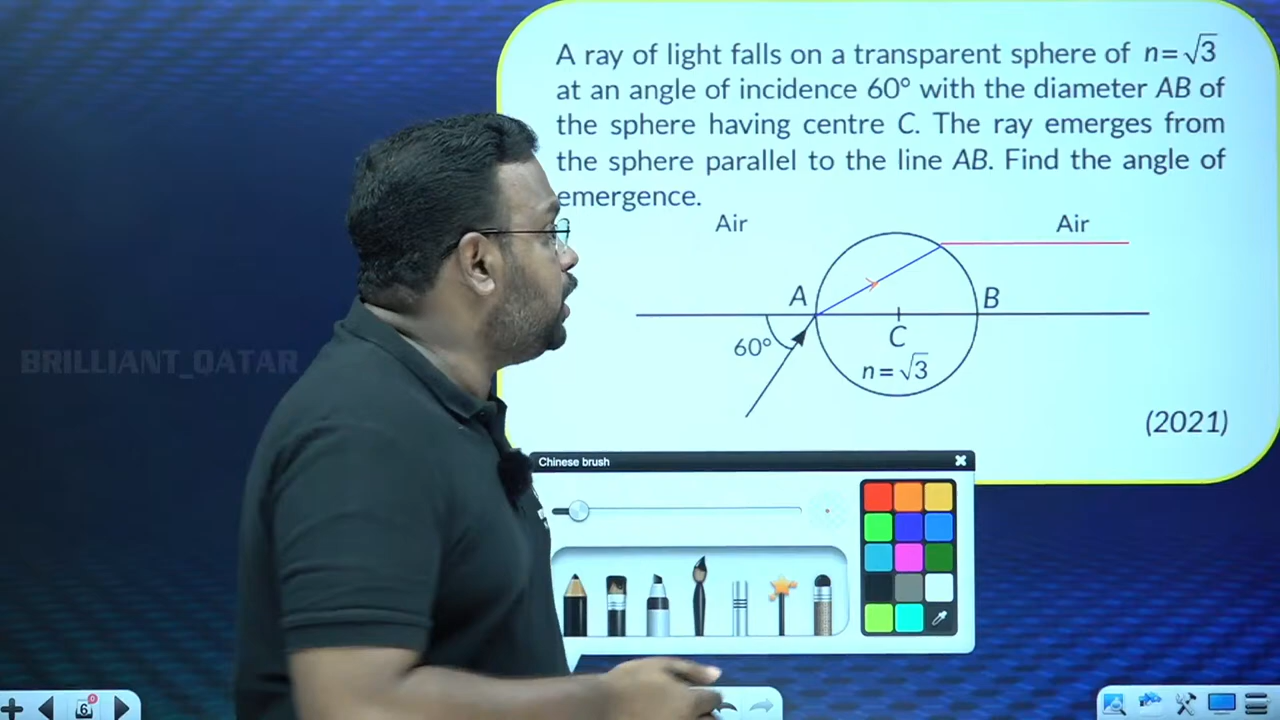 A ray of light falls on a transparent sphere of n=√3
at an angle of incidence 60° with the diameter AB of
the sphere having centre C. The ray emerges from
the sphere parallel to the line AB. Find the angle of
emergence.
Air
Air
A
B
60°
C
n=√3
BRILLIANT_QATAR
(2021)
Chinese brush
6
0